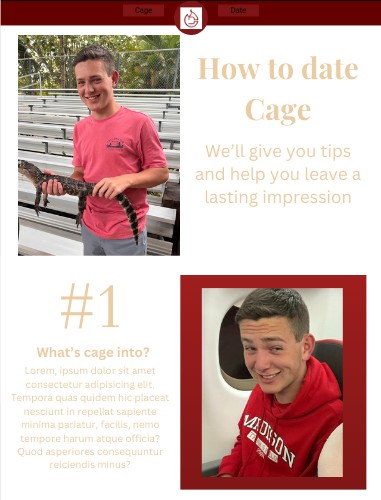 Cage Date
How to date
Cage
We'll give you tips
and help you leave a
lasting impression
#1
What's cage into?
Lorem, ipsum dolor sit amet
consectetur adipisicing elit.
Tempora quas quidem hic placeat
nesciunt in repellat sapiente
minima pariatur, facilis, nemo
tempore harum atque officia?
Quod asperiores consequuntur
reiciendis minus?